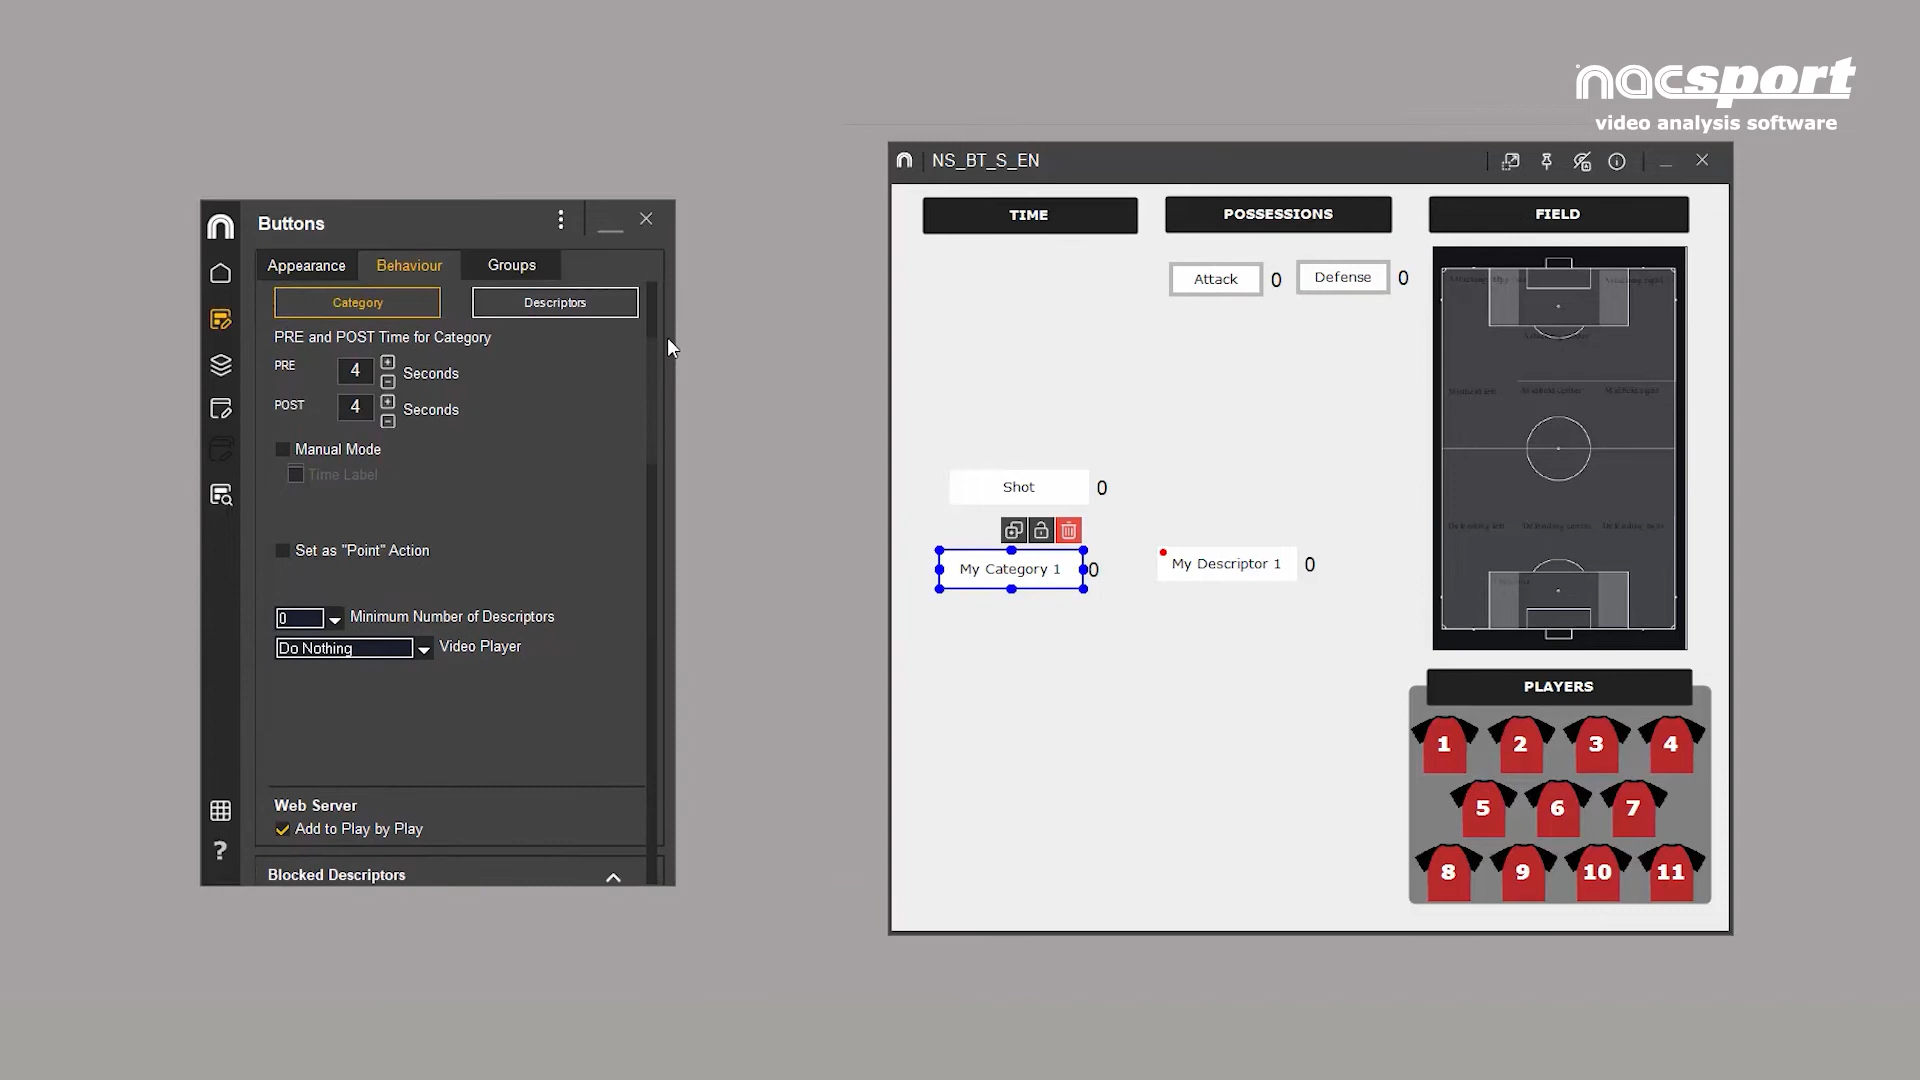 nacsport
video analysis software
NS_BT_S_EN
Buttons
Appearance
Behaviour
Groups
Category
Descriptors
PRE and POST Time for Category
PRE
4
Seconds
POST
4
Seconds
Manual Mode
Time Label
Set as "Point" Action
0
Minimum Number of Descriptors
Do Nothing
Video Player
Web Server
Add to Play by Play
Blocked Descriptors
?
TIME
POSSESSIONS
FIELD
Attack
0
Defense
0
Shot
0
My Category 1
0
My Descriptor 1
0
PLAYERS
1
2
3
4
5
6
7
8
9
10
11